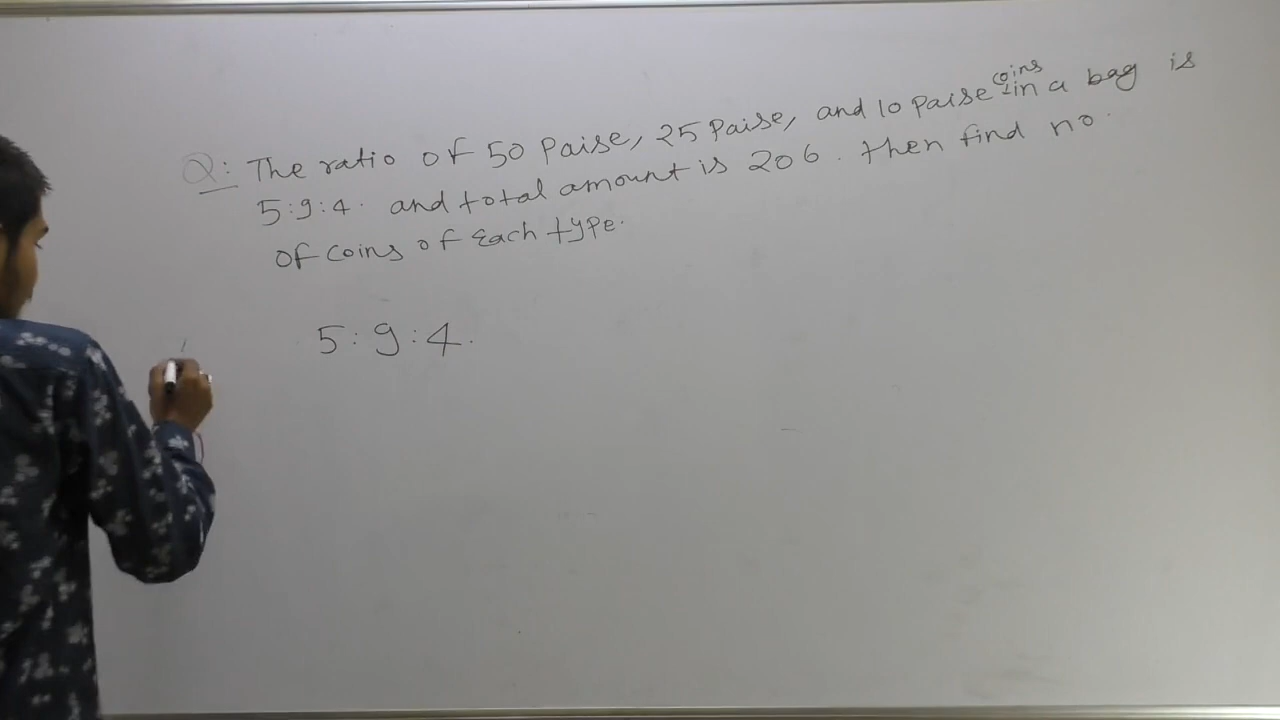 Q: The ratio of 50 Paise, 25 Paise, and 10 Paise coins in a bag is
5:9:4. and total amount is 206. then find no.
of coins of Each type.
5:9:4.